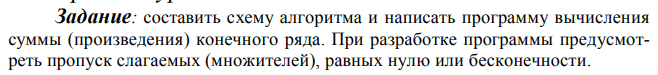 Задание: составить схему алгоритма и написать программу вычисления
суммы (произведения) конечного ряда. При разработке программы предусмот-
реть пропуск слагаемых (множителей), равных нулю или бесконечности.